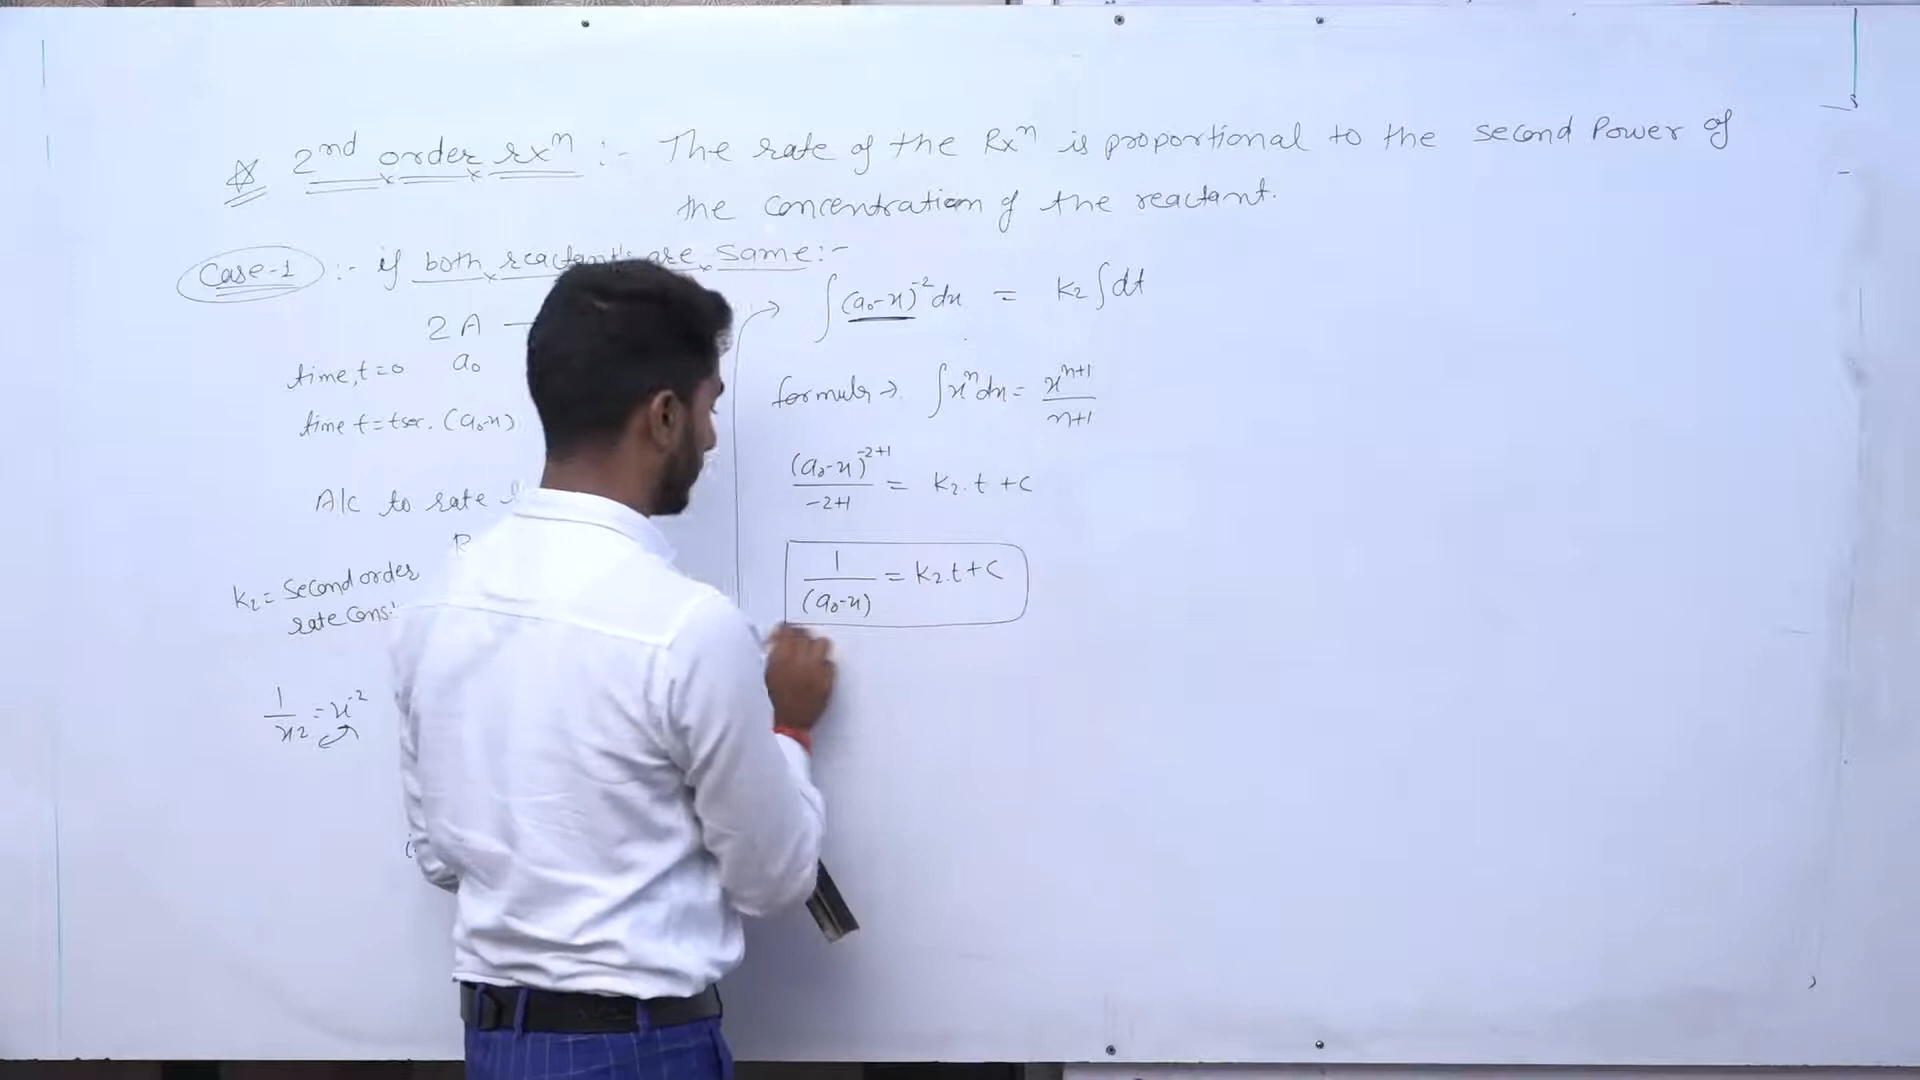 ☆ 2nd order rxn :- The rate of the Rxn is proportional to the second Power of
the concentration of the reactant.
Case-1 :- if both reactant's are same :-
2A
time, t=0 a₀
time t=tsec. (a₀-x)
A/c to rate
K₂ = Second order
rate Cons
1/x2 = x⁻²
∫(a₀-x)⁻²dx = K₂∫dt
formula → ∫xⁿdx = xⁿ⁺¹/n+1
(a₀-x)⁻²⁺¹/-2+1 = K₂.t +C
1/(a₀-x) = K₂.t+C